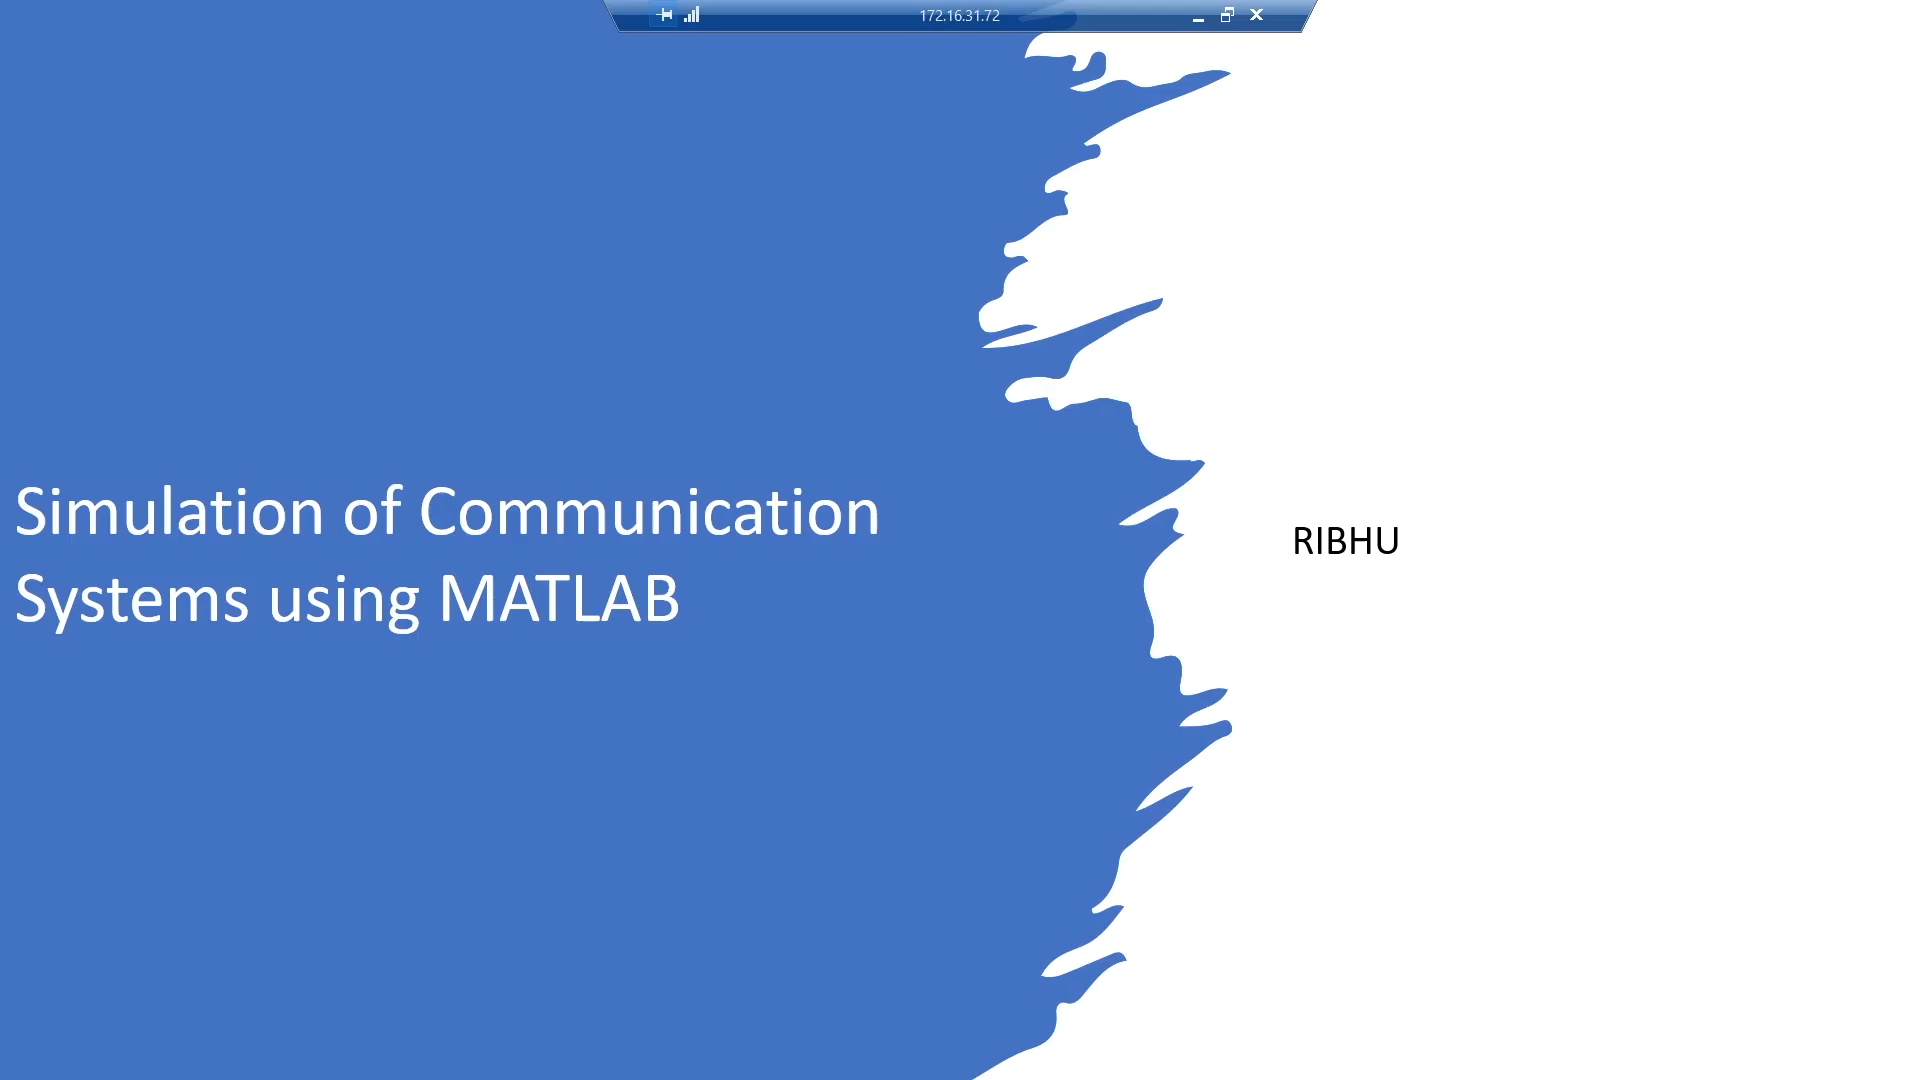 172.16.31.72
Simulation of Communication
Systems using MATLAB
RIBHU